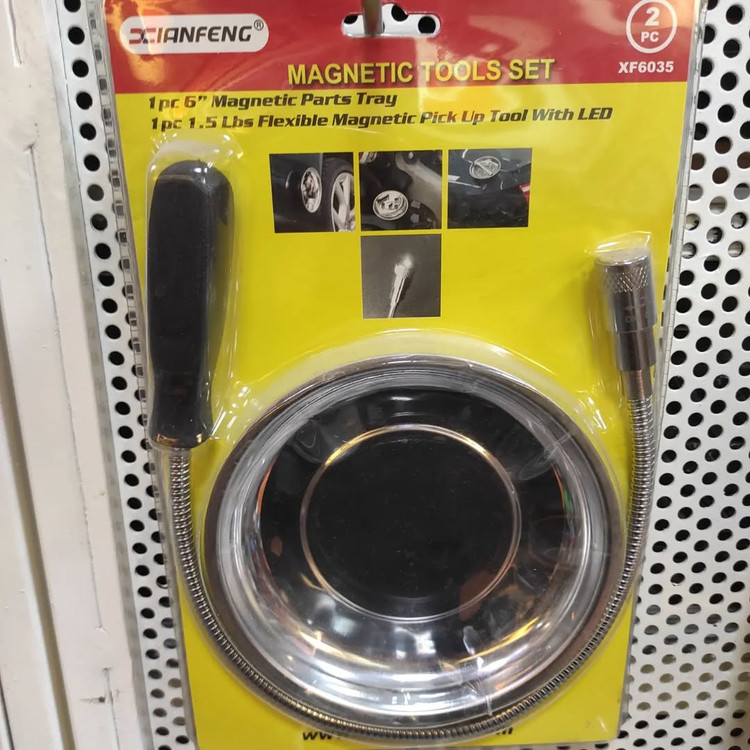 XIANFENG®
2
PC
XF6035
MAGNETIC TOOLS SET
1pc 6" Magnetic Parts Tray
1pc 1.5 Lbs Flexible Magnetic Pick Up Tool With LED